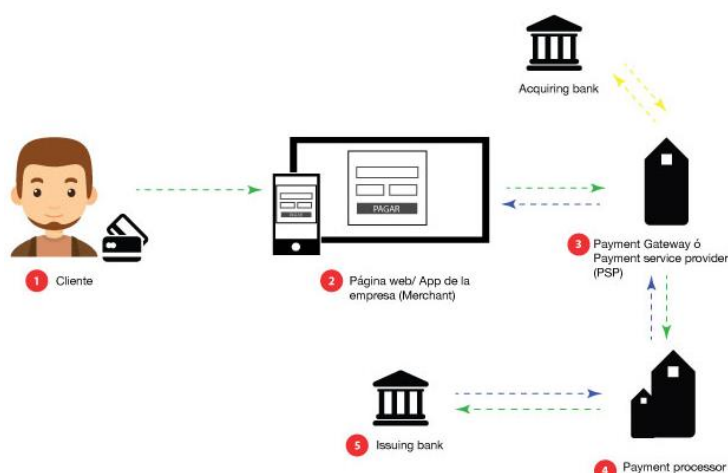 Acquiring bank
PAGAR
PAGAR
1 Cliente
2 Página web/ App de la
empresa (Merchant)
3 Payment Gateway ó
Payment service provider
(PSP)
5 Issuing bank
4 Payment processor